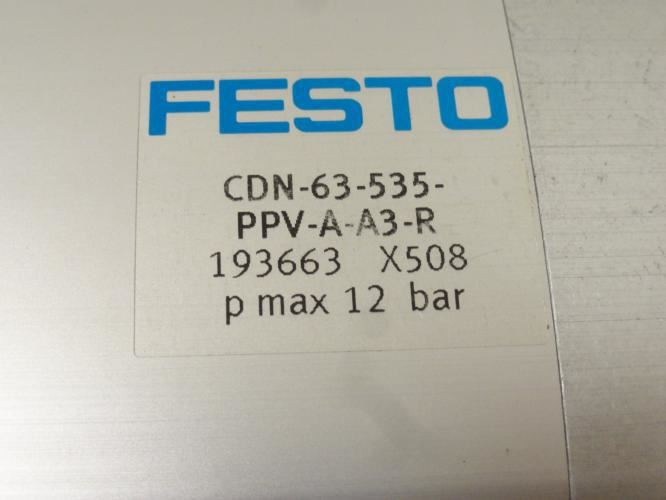 FESTO
CDN-63-535-
PPV-A-A3-R
193663 X508
p max 12 bar